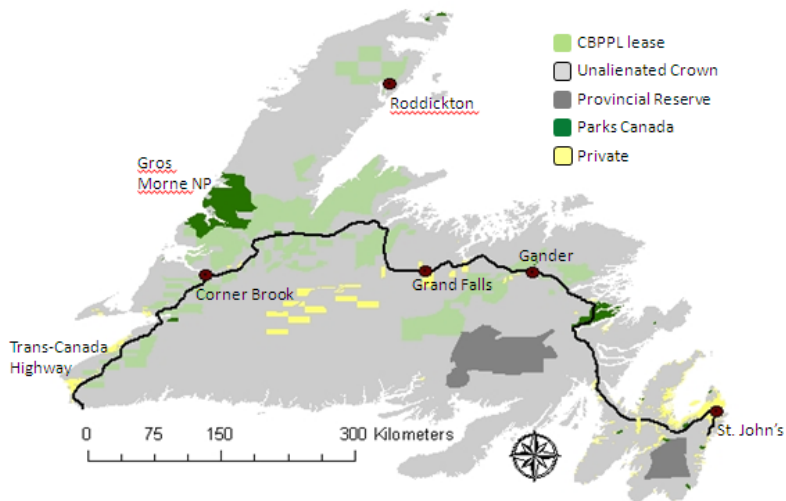 CBPPL lease
Unalienated Crown
Provincial Reserve
Parks Canada
Private
Roddickton
Gros
Morne NP
Gander
Grand Falls
Corner Brook
Trans-Canada
Highway
St. John's
0 75 150 300 Kilometers